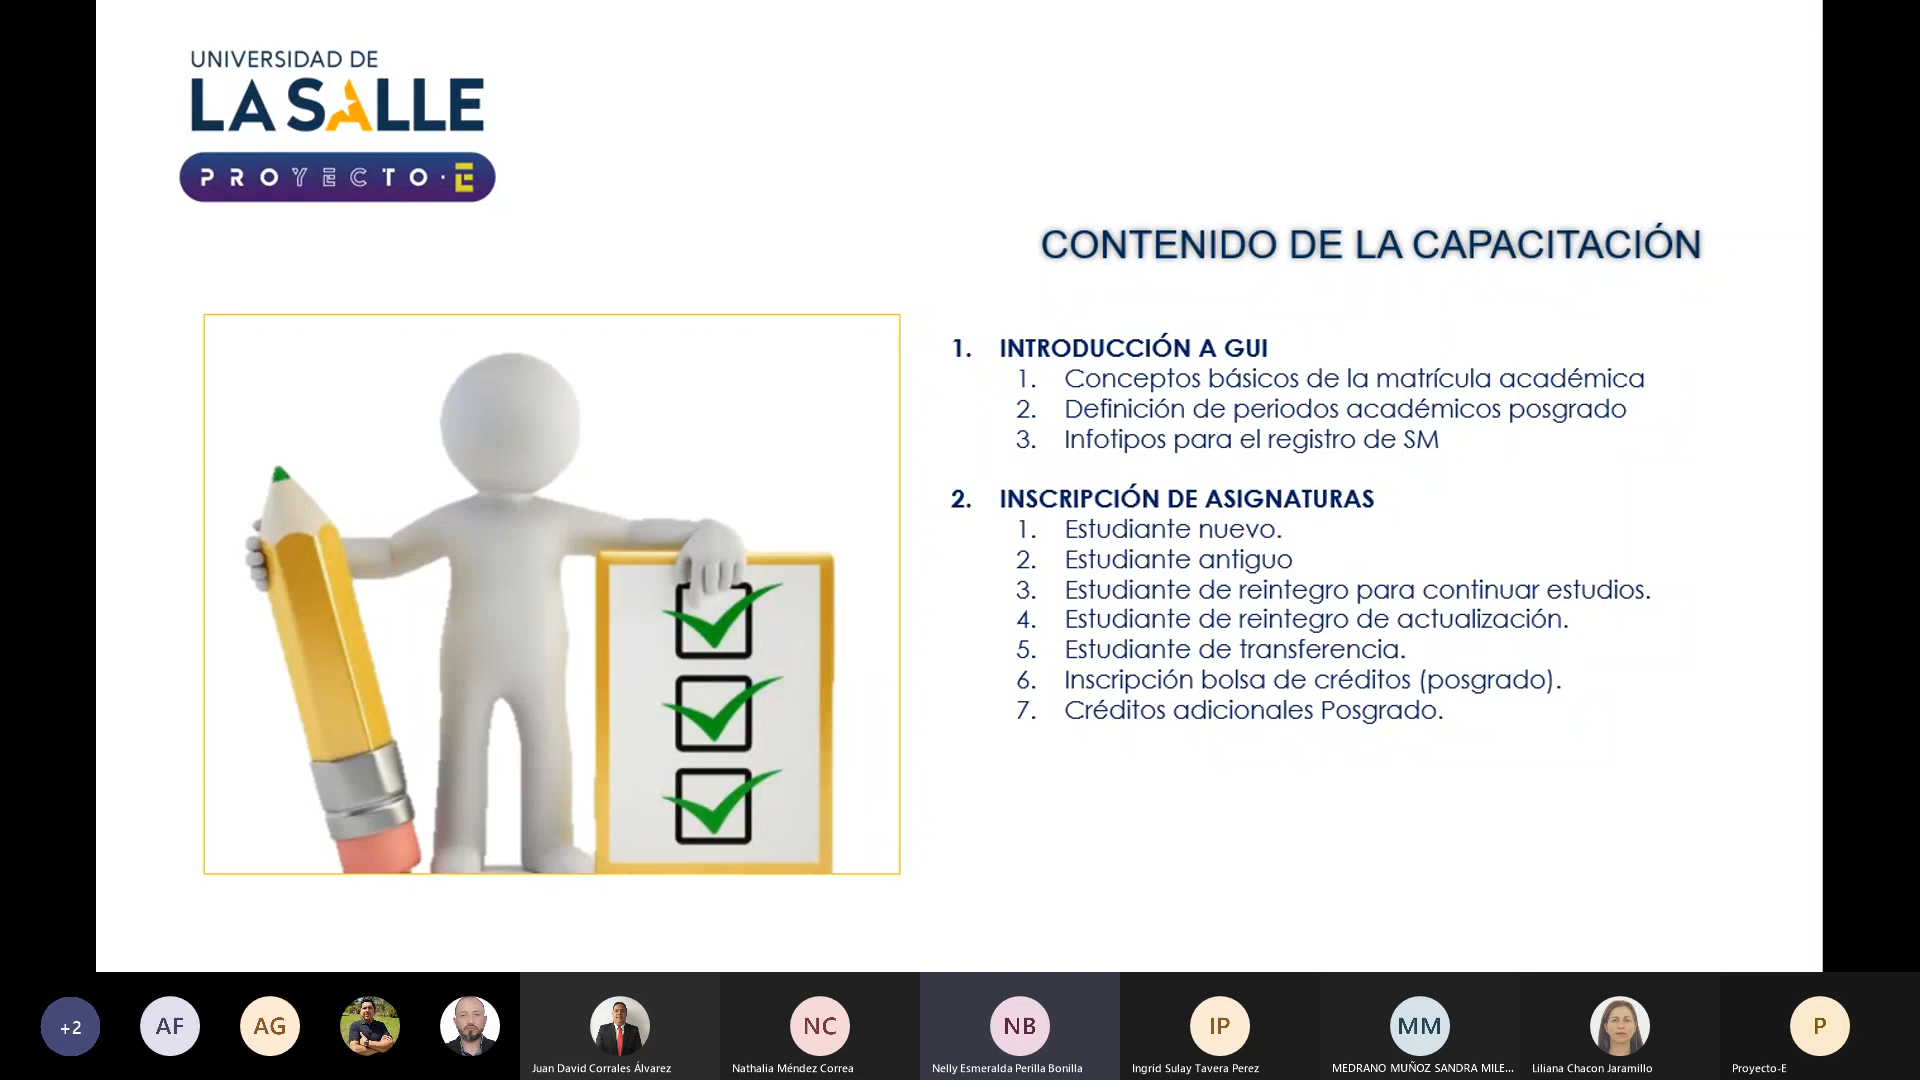 UNIVERSIDAD DE
LA SALLE
PROYECTO·E
CONTENIDO DE LA CAPACITACIÓN
1. INTRODUCCIÓN A GUI
1. Conceptos básicos de la matrícula académica
2. Definición de periodos académicos posgrado
3. Infotipos para el registro de SM
2. INSCRIPCIÓN DE ASIGNATURAS
1. Estudiante nuevo.
2. Estudiante antiguo
3. Estudiante de reintegro para continuar estudios.
4. Estudiante de reintegro de actualización.
5. Estudiante de transferencia.
6. Inscripción bolsa de créditos (posgrado).
7. Créditos adicionales Posgrado.
+2
AF
AG
NC
NB
IP
MM
P
Juan David Corrales Álvarez
Nathalia Méndez Correa
Nelly Esmeralda Perilla Bonilla
Ingrid Sulay Tavera Perez
MEDRANO MUÑOZ SANDRA MILE...
Liliana Chacon Jaramillo
Proyecto-E